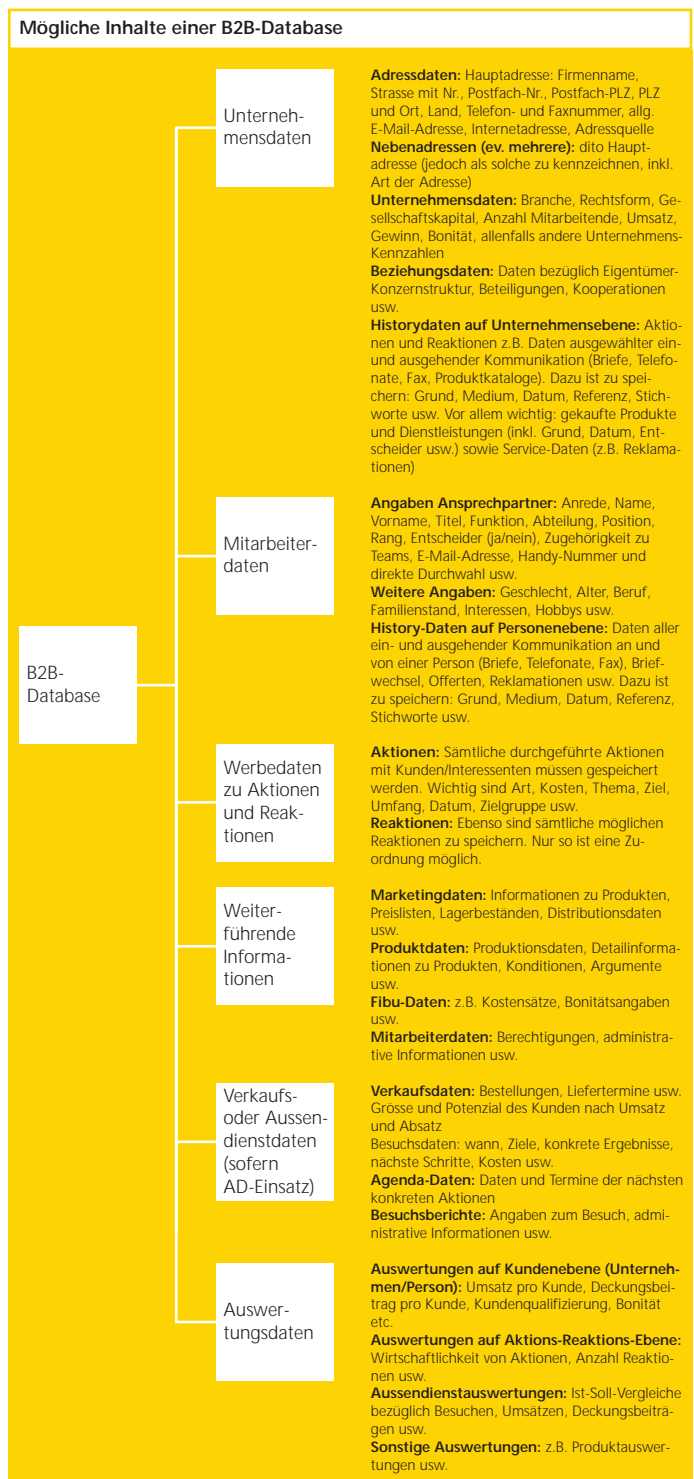 Mögliche Inhalte einer B2B-Database
B2B-
Database
Unterneh-
mensdaten
Adressdaten: Hauptadresse: Firmenname,
Strasse mit Nr., Postfach-Nr., Postfach-PLZ, PLZ
und Ort, Land, Telefon- und Faxnummer, allg.
E-Mail-Adresse, Internetadresse, Adressquelle
Nebenadressen (ev. mehrere): dito Haupt-
adresse (jedoch als solche zu kennzeichnen, inkl.
Art der Adresse)
Unternehmensdaten: Branche, Rechtsform, Ge-
sellschaftskapital, Anzahl Mitarbeitende, Umsatz,
Gewinn, Bonität, allenfalls andere Unternehmens-
Kennzahlen
Beziehungsdaten: Daten bezüglich Eigentümer-
Konzernstruktur, Beteiligungen, Kooperationen
usw.
Historydaten auf Unternehmensebene: Aktio-
nen und Reaktionen z.B. Daten ausgewählter ein-
und ausgehender Kommunikation (Briefe, Telefo-
nate, Fax, Produktkataloge). Dazu ist zu spei-
chern: Grund, Medium, Datum, Referenz, Stich-
worte usw. Vor allem wichtig: gekaufte Produkte
und Dienstleistungen (inkl. Grund, Datum, Ent-
scheider usw.) sowie Service-Daten (z.B. Reklama-
tionen)
Mitarbeiter-
daten
Angaben Ansprechpartner: Anrede, Name,
Vorname, Titel, Funktion, Abteilung, Position,
Rang, Entscheider (ja/nein), Zugehörigkeit zu
Teams, E-Mail-Adresse, Handy-Nummer und
direkte Durchwahl usw.
Weitere Angaben: Geschlecht, Alter, Beruf,
Familienstand, Interessen, Hobbys usw.
History-Daten auf Personenebene: Daten aller
ein- und ausgehender Kommunikation an und
von einer Person (Briefe, Telefonate, Fax), Brief-
wechsel, Offerten, Reklamationen usw. Dazu ist
zu speichern: Grund, Medium, Datum, Referenz,
Stichworte usw.
Werbedaten
zu Aktionen
und Reak-
tionen
Aktionen: Sämtliche durchgeführte Aktionen
mit Kunden/Interessenten müssen gespeichert
werden. Wichtig sind Art, Kosten, Thema, Ziel,
Umfang, Datum, Zielgruppe usw.
Reaktionen: Ebenso sind sämtliche möglichen
Reaktionen zu speichern. Nur so ist eine Zu-
ordnung möglich.
Weiter-
führende
Informa-
tionen
Marketingdaten: Informationen zu Produkten,
Preislisten, Lagerbeständen, Distributionsdaten
usw.
Produktdaten: Produktionsdaten, Detailinforma-
tionen zu Produkten, Konditionen, Argumente
usw.
Fibu-Daten: z.B. Kostensätze, Bonitätsangaben
usw.
Mitarbeiterdaten: Berechtigungen, administra-
tive Informationen usw.
Verkaufs-
oder Aussen-
dienstdaten
(sofern
AD-Einsatz)
Verkaufsdaten: Bestellungen, Liefertermine usw.
Grösse und Potenzial des Kunden nach Umsatz
und Absatz
Besuchsdaten: wann, Ziele, konkrete Ergebnisse,
nächste Schritte, Kosten usw.
Agenda-Daten: Daten und Termine der nächsten
konkreten Aktionen
Besuchsberichte: Angaben zum Besuch, admi-
nistrative Informationen usw.
Auswer-
tungsdaten
Auswertungen auf Kundenebene (Unterneh-
men/Person): Umsatz pro Kunde, Deckungsbei-
trag pro Kunde, Kundenqualifizierung, Bonität
etc.
Auswertungen auf Aktions-Reaktions-Ebene:
Wirtschaftlichkeit von Aktionen, Anzahl Reaktio-
nen usw.
Aussendienstauswertungen: Ist-Soll-Vergleiche
bezüglich Besuchen, Umsätzen, Deckungsbeiträ-
gen usw.
Sonstige Auswertungen: z.B. Produktauswer-
tungen usw.